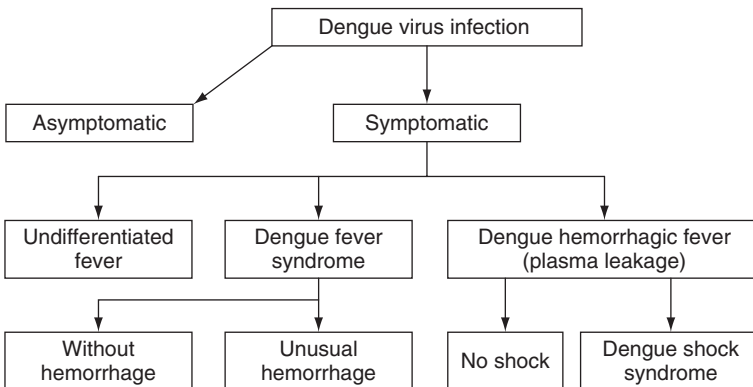 Dengue virus infection
Asymptomatic
Symptomatic
Undifferentiated
fever
Dengue fever
syndrome
Dengue hemorrhagic fever
(plasma leakage)
Without
hemorrhage
Unusual
hemorrhage
No shock
Dengue shock
syndrome